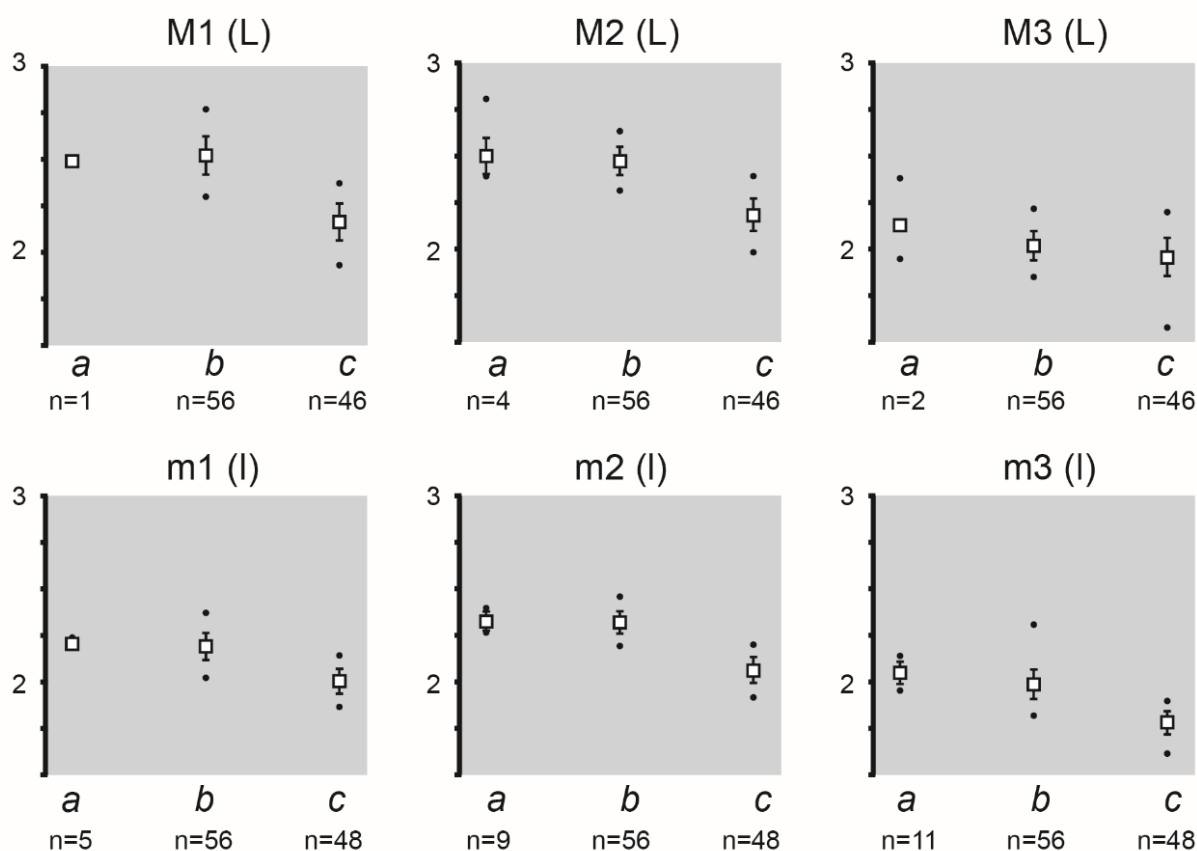 M1 (L)
M2 (L)
M3 (L)
3
2
3
2
3
2
a
b
c
a
b
c
a
b
c
n=1
n=56
n=46
n=4
n=56
n=46
n=2
n=56
n=46
m1 (l)
m2 (l)
m3 (l)
3
2
3
2
3
2
a
b
c
a
b
c
a
b
c
n=5
n=56
n=48
n=9
n=56
n=48
n=11
n=56
n=48